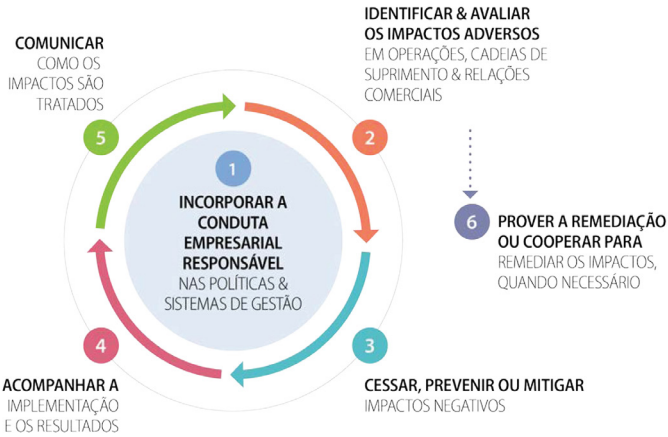 1
INCORPORAR A
CONDUTA
EMPRESARIAL
RESPONSÁVEL
NAS POLÍTICAS &
SISTEMAS DE GESTÃO
2
IDENTIFICAR & AVALIAR
OS IMPACTOS ADVERSOS
EM OPERAÇÕES, CADEIAS DE
SUPRIMENTO & RELAÇÕES
COMERCIAIS
3
CESSAR, PREVENIR OU MITIGAR
IMPACTOS NEGATIVOS
4
ACOMPANHAR A
IMPLEMENTAÇÃO
E OS RESULTADOS
5
COMUNICAR
COMO OS
IMPACTOS SÃO
TRATADOS
6
PROVER A REMEDIAÇÃO
OU COOPERAR PARA
REMEDIAR OS IMPACTOS,
QUANDO NECESSÁRIO